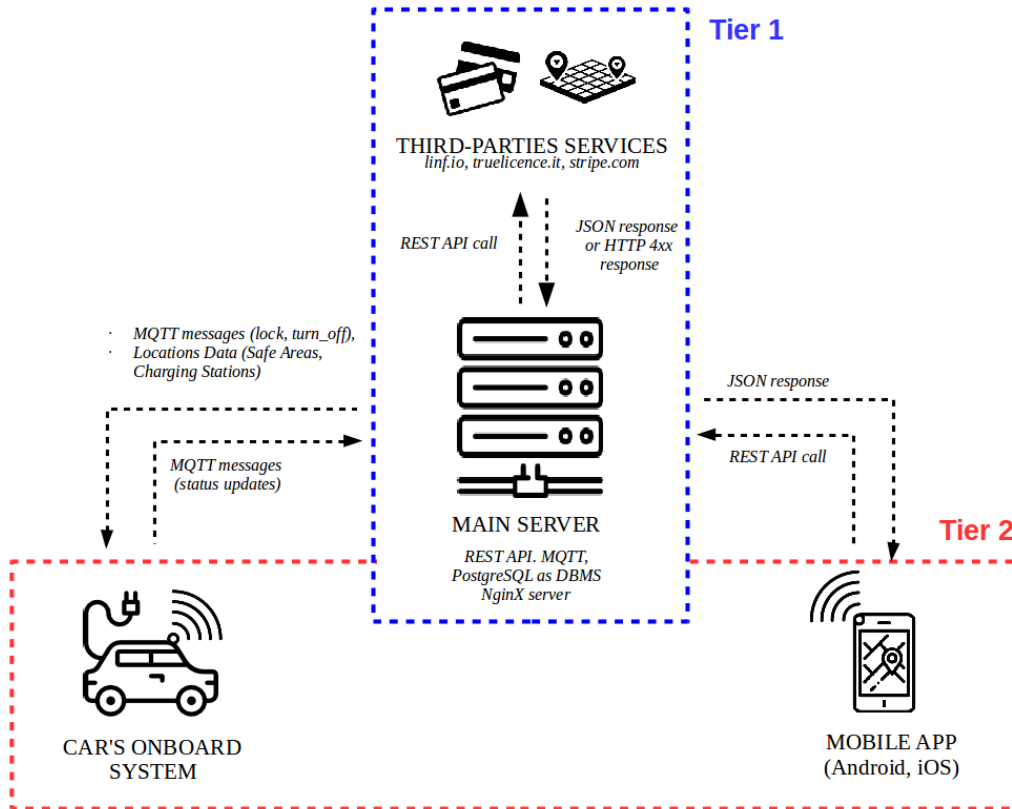 Tier 1
THIRD-PARTIES SERVICES
linf.io, truelicence.it, stripe.com
REST API call
JSON response
or HTTP 4xx
response
· MQTT messages (lock, turn_off),
· Locations Data (Safe Areas,
Charging Stations)
MQTT messages
(status updates)
JSON response
REST API call
MAIN SERVER
REST API. MQTT,
PostgreSQL as DBMS
NginX server
Tier 2
CAR'S ONBOARD
SYSTEM
MOBILE APP
(Android, iOS)